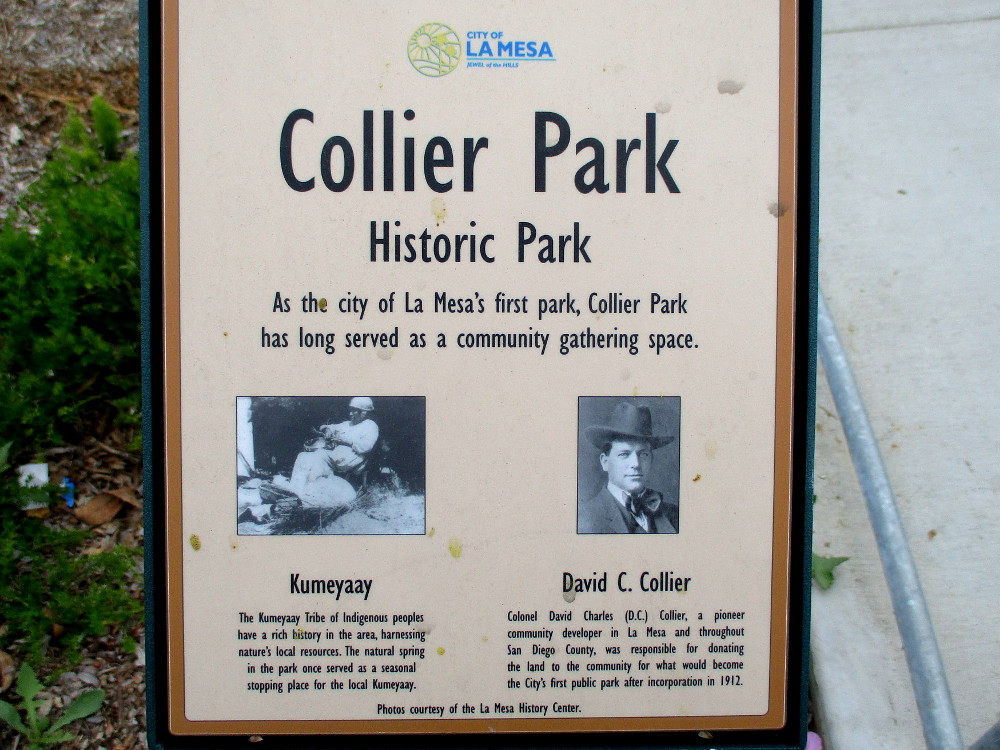 CITY OF
LA MESA
JEWEL of the HILLS
Collier Park
Historic Park
As the city of La Mesa's first park, Collier Park
has long served as a community gathering space.
Kumeyaay
The Kumeyaay Tribe of Indigenous peoples
have a rich history in the area, harnessing
nature's local resources. The natural spring
in the park once served as a seasonal
stopping place for the local Kumeyaay.
David C. Collier
Colonel David Charles (D.C.) Collier, a pioneer
community developer in La Mesa and throughout
San Diego County, was responsible for donating
the land to the community for what would become
the City's first public park after incorporation in 1912.
Photos courtesy of the La Mesa History Center.